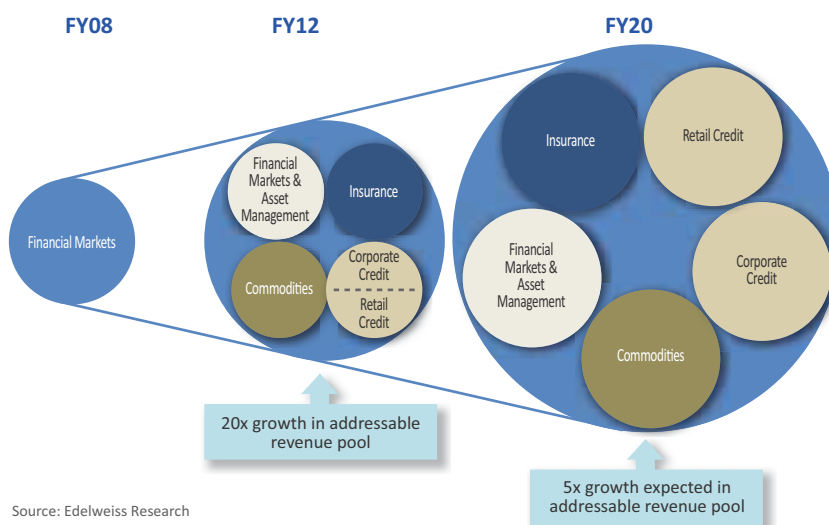 FY08
FY12
FY20
Financial Markets
Financial
Markets &
Asset
Management
Insurance
Commodities
Corporate
Credit
Retail
Credit
Insurance
Retail Credit
Financial
Markets &
Asset
Management
Corporate
Credit
Commodities
20x growth in addressable
revenue pool
5x growth expected in
addressable revenue pool
Source: Edelweiss Research